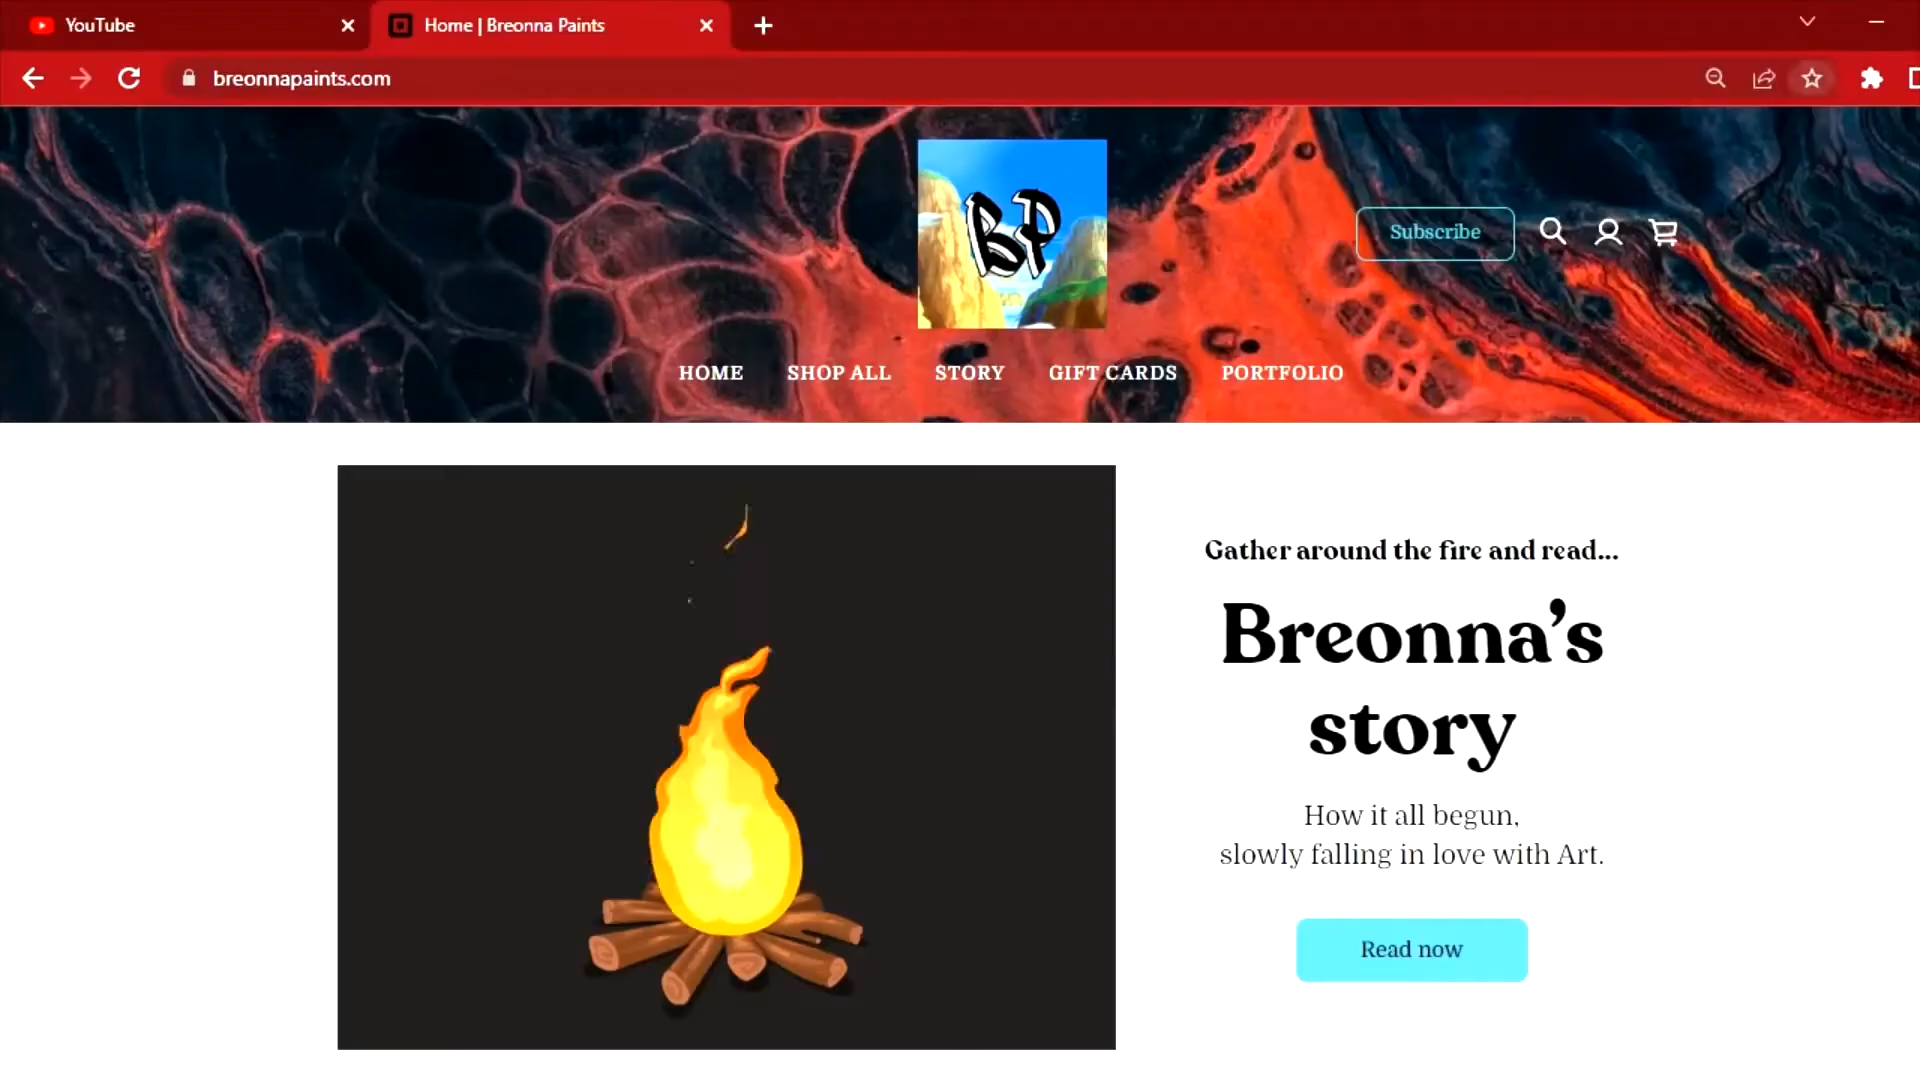 YouTube
Home | Breonna Paints
breonnapaints.com
BP
Subscribe
HOME SHOP ALL STORY GIFT CARDS PORTFOLIO
Gather around the fire and read...
Breonna’s
story
How it all begun,
slowly falling in love with Art.
Read now